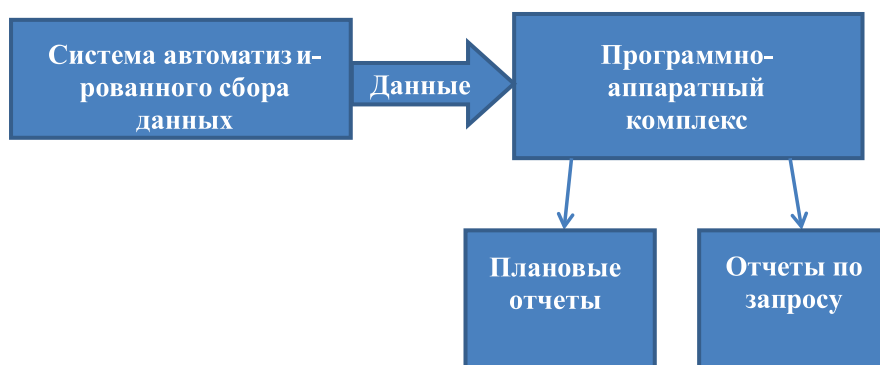 Система автоматиз и-
рованного сбора
данных
Данные
Программно-
аппаратный
комплекс
Плановые
отчеты
Отчеты по
запросу